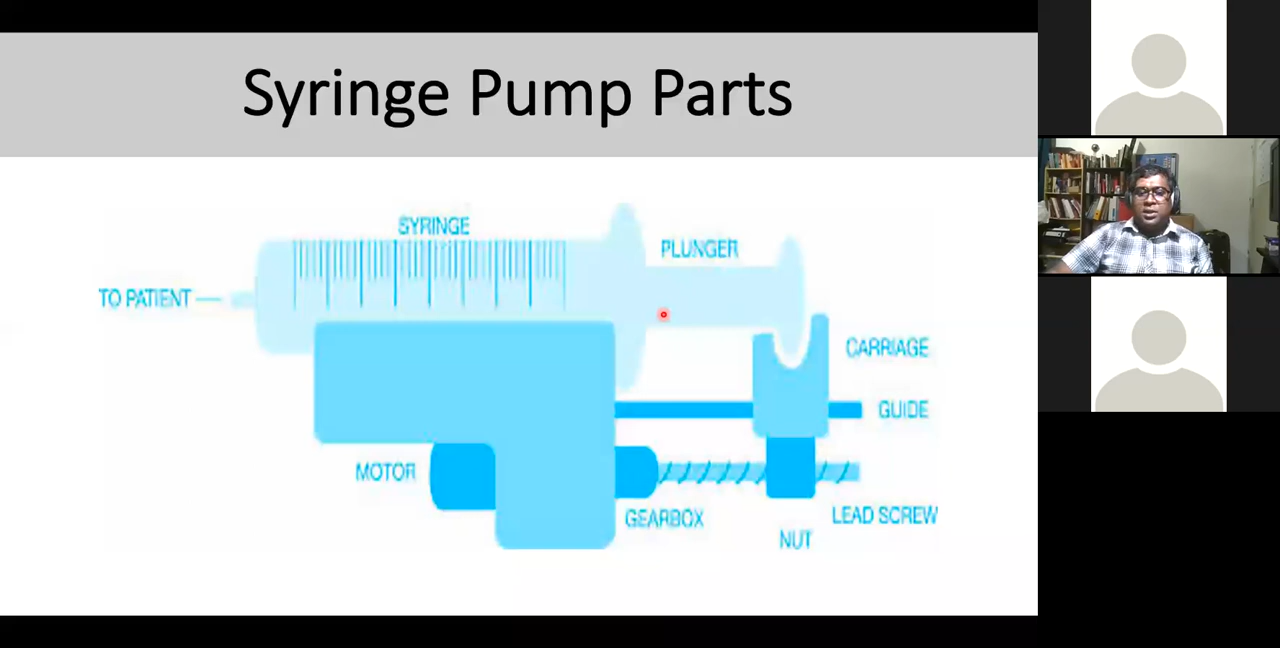 Syringe Pump Parts
SYRINGE
PLUNGER
TO PATIENT
CARRIAGE
GUIDE
MOTOR
GEARBOX
LEAD SCREW
NUT